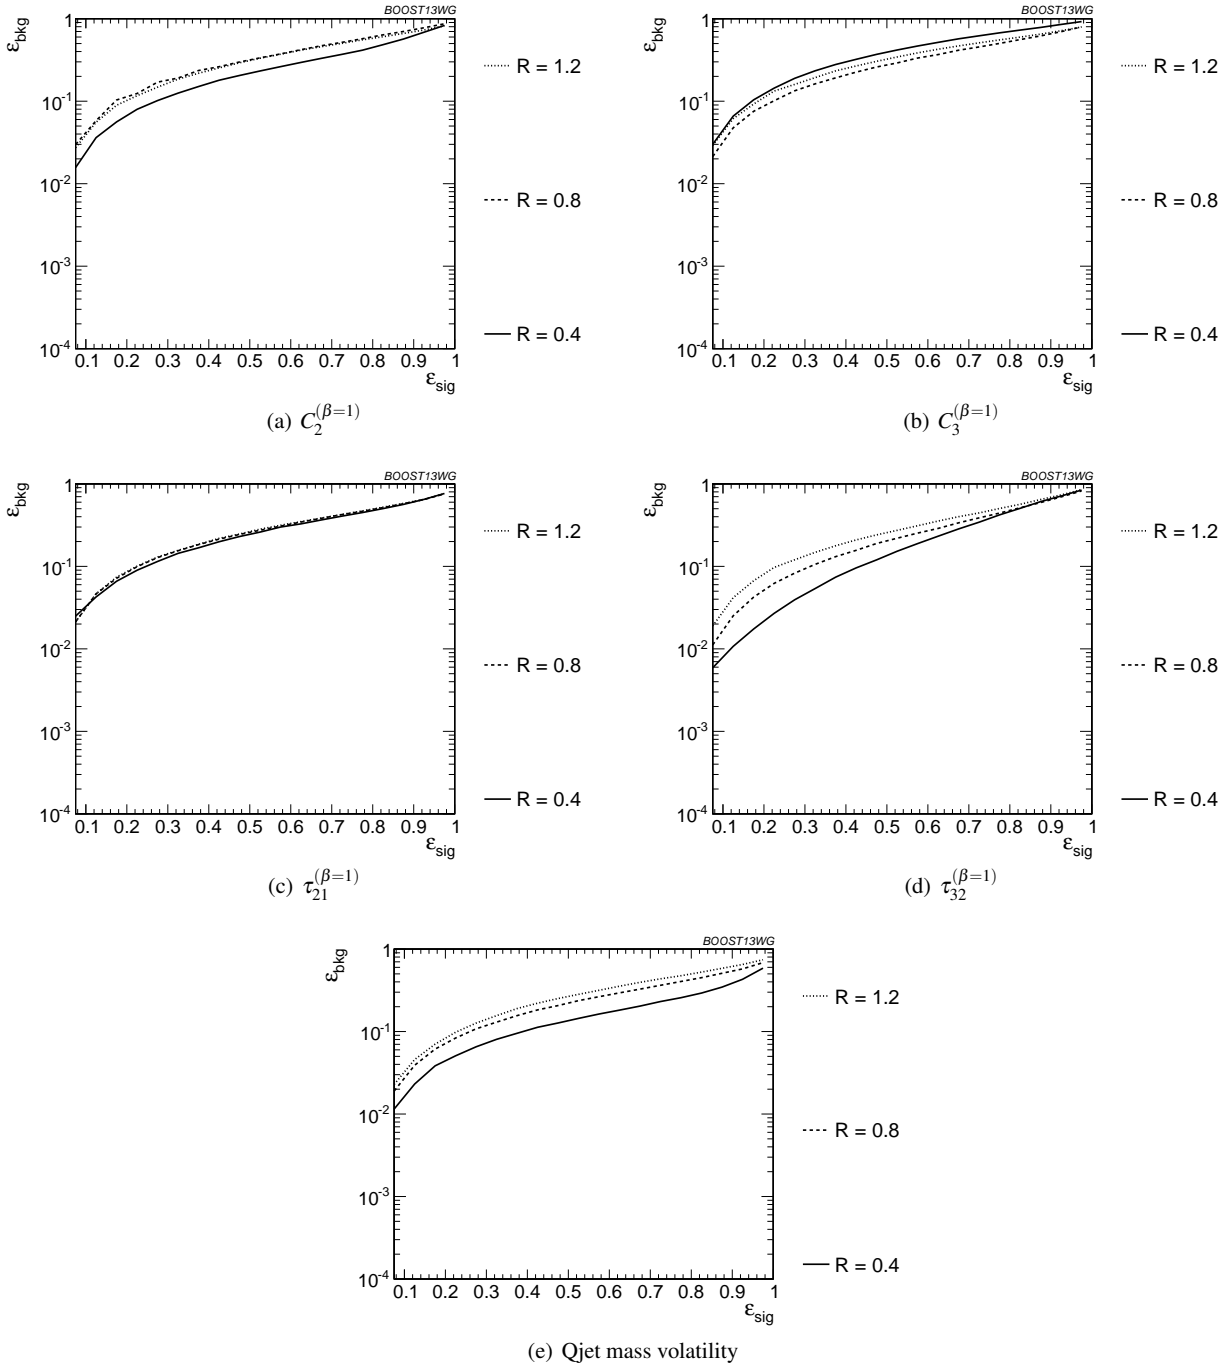 BOOST13WG
ε_bkg
1
10^-1
10^-2
10^-3
10^-4
0.1 0.2 0.3 0.4 0.5 0.6 0.7 0.8 0.9 1
ε_sig
R = 1.2
R = 0.8
R = 0.4
(a) C_2^(β=1)
BOOST13WG
ε_bkg
1
10^-1
10^-2
10^-3
10^-4
0.1 0.2 0.3 0.4 0.5 0.6 0.7 0.8 0.9 1
ε_sig
R = 1.2
R = 0.8
R = 0.4
(b) C_3^(β=1)
BOOST13WG
ε_bkg
1
10^-1
10^-2
10^-3
10^-4
0.1 0.2 0.3 0.4 0.5 0.6 0.7 0.8 0.9 1
ε_sig
R = 1.2
R = 0.8
R = 0.4
(c) τ_21^(β=1)
BOOST13WG
ε_bkg
1
10^-1
10^-2
10^-3
10^-4
0.1 0.2 0.3 0.4 0.5 0.6 0.7 0.8 0.9 1
ε_sig
R = 1.2
R = 0.8
R = 0.4
(d) τ_32^(β=1)
BOOST13WG
ε_bkg
1
10^-1
10^-2
10^-3
10^-4
0.1 0.2 0.3 0.4 0.5 0.6 0.7 0.8 0.9 1
ε_sig
R = 1.2
R = 0.8
R = 0.4
(e) Qjet mass volatility